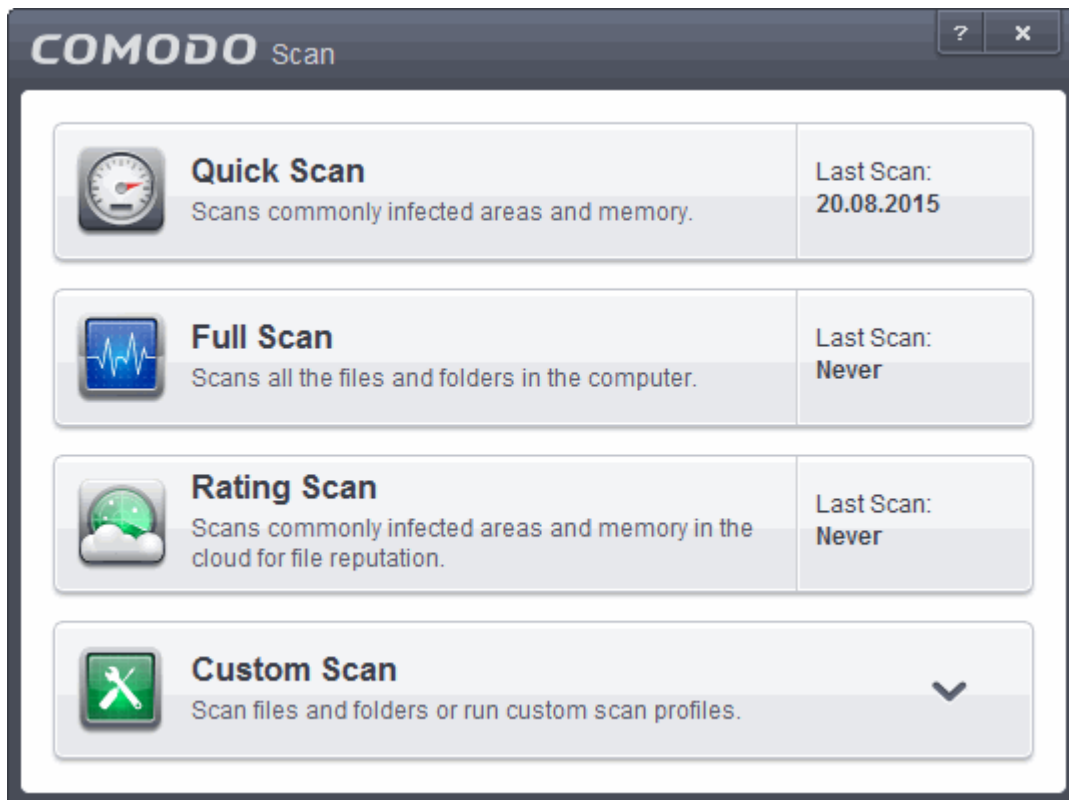 COMODO Scan
?
Quick Scan
Scans commonly infected areas and memory.
Last Scan:
20.08.2015
Full Scan
Scans all the files and folders in the computer.
Last Scan:
Never
Rating Scan
Scans commonly infected areas and memory in the
cloud for file reputation.
Last Scan:
Never
Custom Scan
Scan files and folders or run custom scan profiles.